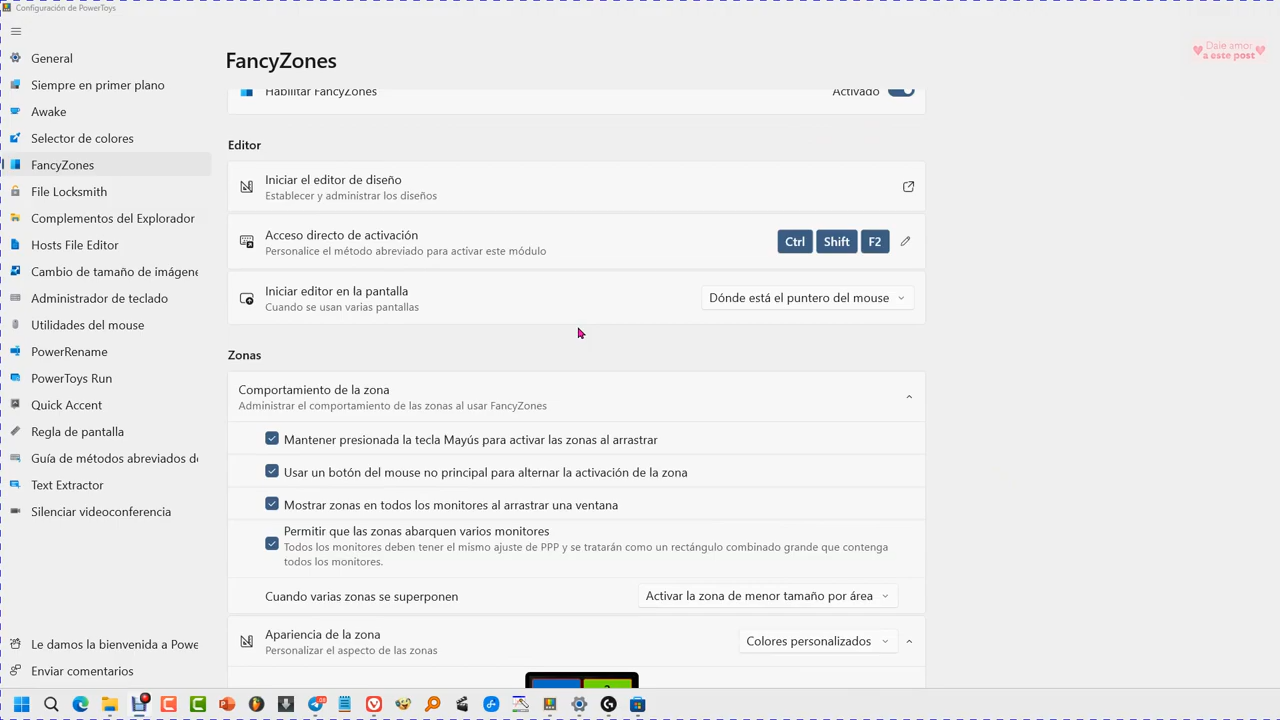 Configuración de PowerToys
Dale amor
a este post
General
Siempre en primer plano
Awake
Selector de colores
FancyZones
File Locksmith
Complementos del Explorador
Hosts File Editor
Cambio de tamaño de imágene
Administrador de teclado
Utilidades del mouse
PowerRename
PowerToys Run
Quick Accent
Regla de pantalla
Guía de métodos abreviados de
Text Extractor
Silenciar videoconferencia
Le damos la bienvenida a Powe
Enviar comentarios
FancyZones
Habilitar FancyZones
Activado
Editor
Iniciar el editor de diseño
Establecer y administrar los diseños
Acceso directo de activación
Personalice el método abreviado para activar este módulo
Ctrl Shift F2
Iniciar editor en la pantalla
Cuando se usan varias pantallas
Dónde está el puntero del mouse
Zonas
Comportamiento de la zona
Administrar el comportamiento de las zonas al usar FancyZones
Mantener presionada la tecla Mayús para activar las zonas al arrastrar
Usar un botón del mouse no principal para alternar la activación de la zona
Mostrar zonas en todos los monitores al arrastrar una ventana
Permitir que las zonas abarquen varios monitores
Todos los monitores deben tener el mismo ajuste de PPP y se tratarán como un rectángulo combinado grande que contenga
todos los monitores.
Cuando varias zonas se superponen
Activar la zona de menor tamaño por área
Apariencia de la zona
Personalizar el aspecto de las zonas
Colores personalizados